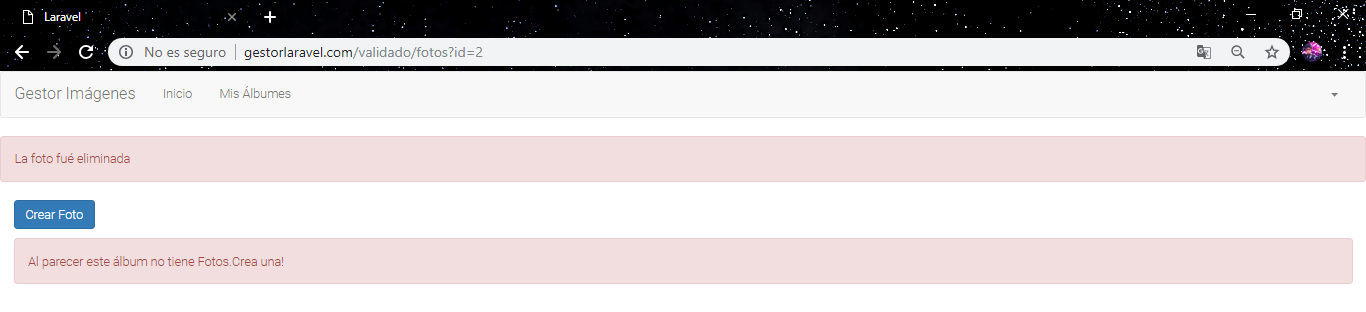 Laravel
No es seguro gestorlaravel.com/validado/fotos?id=2
Gestor Imágenes Inicio Mis Álbumes
La foto fué eliminada
Crear Foto
Al parecer este álbum no tiene Fotos.Crea una!